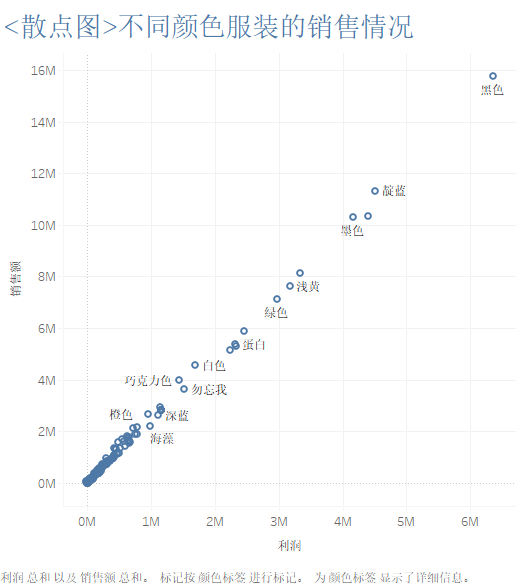 <散点图>不同颜色服装的销售情况
16M
黑色
14M
12M
靛蓝
10M
墨色
销售额
8M
浅黄
绿色
6M
蛋白
白色
4M
巧克力色
勿忘我
橙色
深蓝
2M
海藻
0M
0M 1M 2M 3M 4M 5M 6M
利润
利润 总和 以及 销售额 总和。 标记按 颜色标签 进行标记。 为 颜色标签 显示了详细信息。